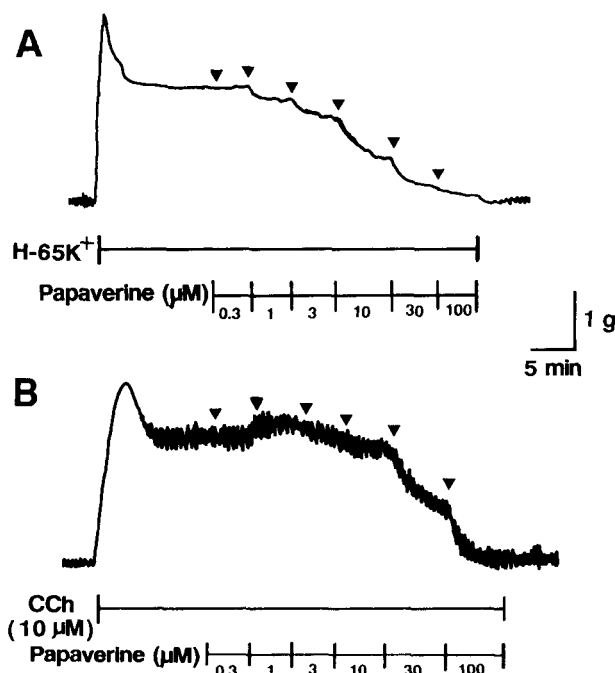 A
H-65K+
Papaverine (μM)
0.3 1 3 10 30 100
1 g
5 min
B
CCh
(10 μM)
Papaverine (μM)
0.3 1 3 10 30 100